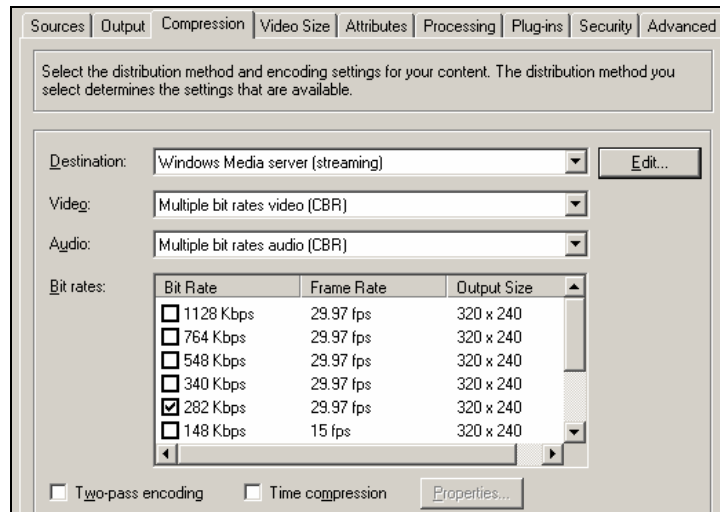 Sources Output Compression Video Size Attributes Processing Plug-ins Security Advanced
Select the distribution method and encoding settings for your content. The distribution method you
select determines the settings that are available.
Destination: Windows Media server (streaming) Edit...
Video: Multiple bit rates video (CBR)
Audio: Multiple bit rates audio (CBR)
Bit rates: Bit Rate Frame Rate Output Size
1128 Kbps 29.97 fps 320 x 240
764 Kbps 29.97 fps 320 x 240
548 Kbps 29.97 fps 320 x 240
340 Kbps 29.97 fps 320 x 240
282 Kbps 29.97 fps 320 x 240
148 Kbps 15 fps 320 x 240
Two-pass encoding Time compression Properties...